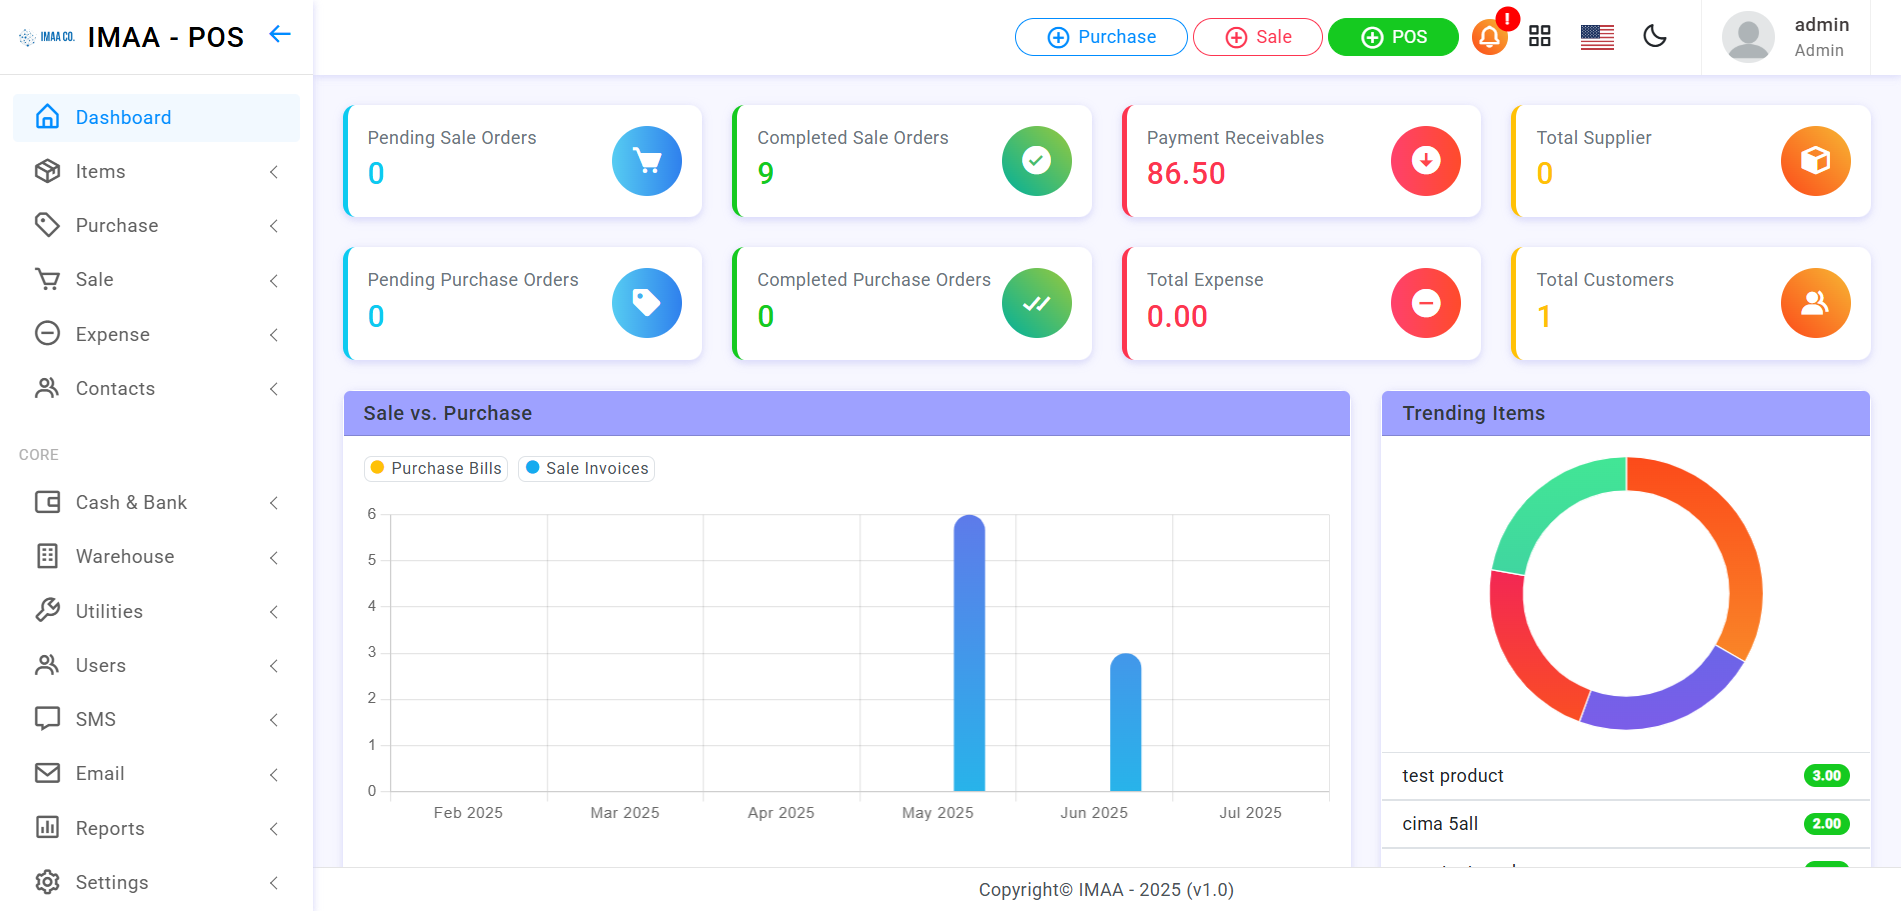 IMAA CO.
IMAA - POS
Purchase
Sale
POS
!
admin
Admin
Dashboard
Items
Purchase
Sale
Expense
Contacts
CORE
Cash & Bank
Warehouse
Utilities
Users
SMS
Email
Reports
Settings
Pending Sale Orders
0
Completed Sale Orders
9
Payment Receivables
86.50
Total Supplier
0
Pending Purchase Orders
0
Completed Purchase Orders
0
Total Expense
0.00
Total Customers
1
Sale vs. Purchase
Purchase Bills
Sale Invoices
6
5
4
3
2
1
0
Feb 2025
Mar 2025
Apr 2025
May 2025
Jun 2025
Jul 2025
Trending Items
test product
3.00
cima 5all
2.00
Copyright© IMAA - 2025 (v1.0)